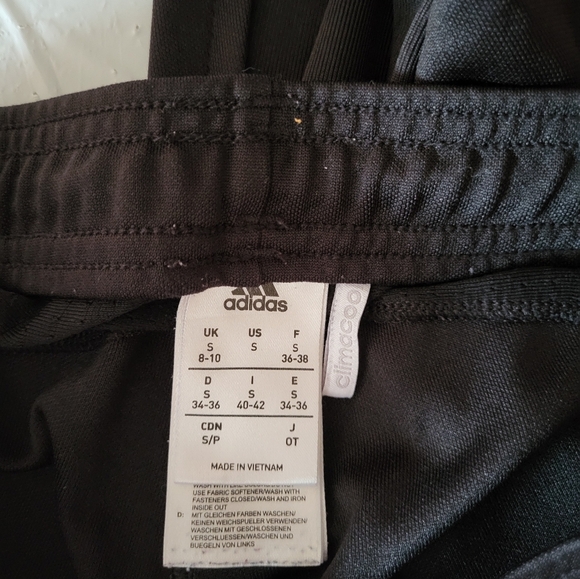 adidas
UK US F
S S S
8-10 36-38
D I E
S S S
34-36 40-42 34-36
CDN J
S/P OT
MADE IN VIETNAM
USE FABRIC SOFTENER/WASH WITH
FASTENERS CLOSED/WASH AND IRON
INSIDE OUT
D: MIT GLEICHEN FARBEN WASCHEN/
KEINEN WEICHSPUELER VERWENDEN/
WASCHEN MIT GESCHLOSSENEN
VERSCHLUESSEN/WASCHEN UND
BUEGELN VON LINKS
climacoo